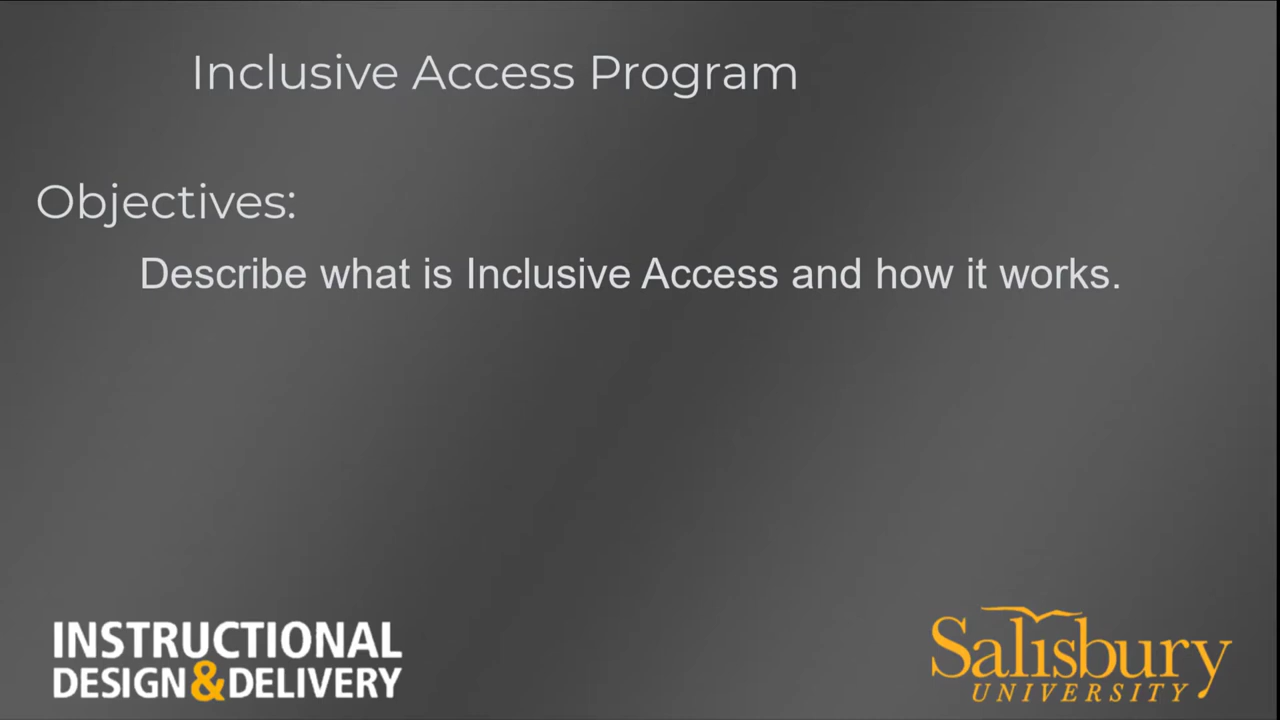 Inclusive Access Program
Objectives:
Describe what is Inclusive Access and how it works.
INSTRUCTIONAL
DESIGN & DELIVERY
Salisbury
UNIVERSITY